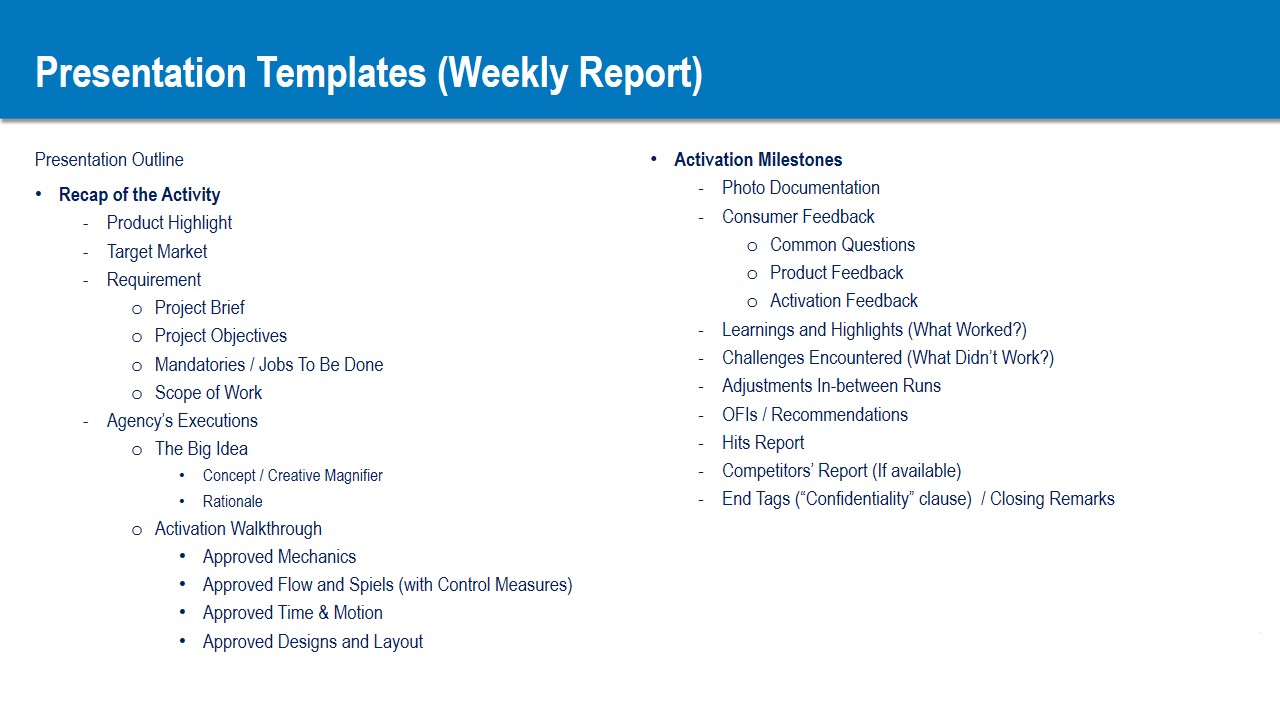 Presentation Templates (Weekly Report)
Presentation Outline
• Recap of the Activity
- Product Highlight
- Target Market
- Requirement
o Project Brief
o Project Objectives
o Mandatories / Jobs To Be Done
o Scope of Work
- Agency’s Executions
o The Big Idea
• Concept / Creative Magnifier
• Rationale
o Activation Walkthrough
• Approved Mechanics
• Approved Flow and Spiels (with Control Measures)
• Approved Time & Motion
• Approved Designs and Layout
• Activation Milestones
- Photo Documentation
- Consumer Feedback
o Common Questions
o Product Feedback
o Activation Feedback
- Learnings and Highlights (What Worked?)
- Challenges Encountered (What Didn’t Work?)
- Adjustments In-between Runs
- OFIs / Recommendations
- Hits Report
- Competitors’ Report (If available)
- End Tags (“Confidentiality” clause)  / Closing Remarks